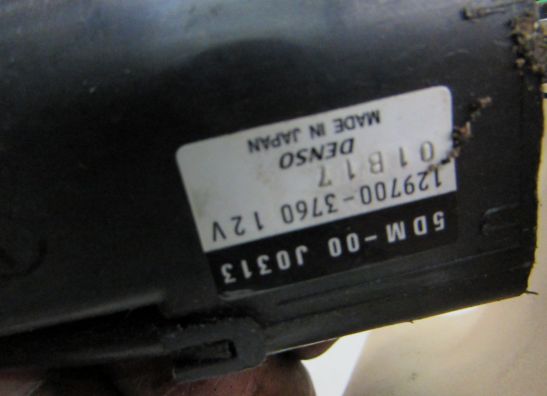 5DM-00 J0313
129700-3760 12V
01B17
DENSO
MADE IN JAPAN